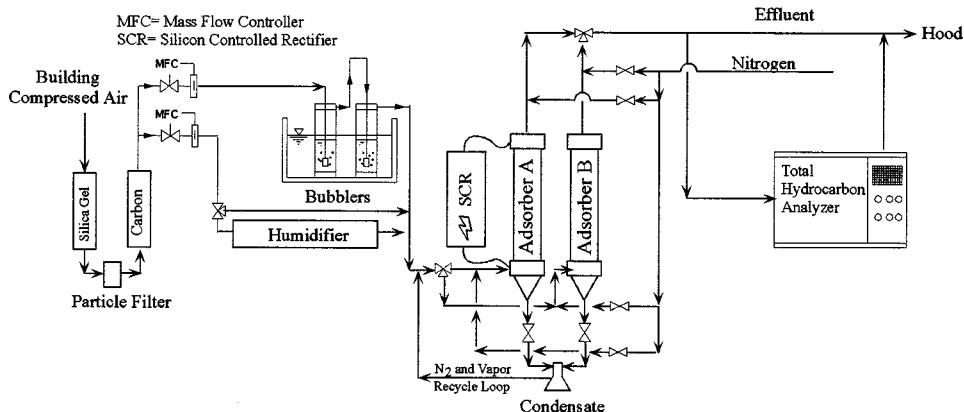 MFC= Mass Flow Controller
SCR= Silicon Controlled Rectifier
Effluent
Hood
Building
Compressed Air
MFC
MFC
Nitrogen
Silica Gel
Carbon
Bubblers
Humidifier
Particle Filter
SCR
Adsorber A
Adsorber B
Total
Hydrocarbon
Analyzer
N2 and Vapor
Recycle Loop
Condensate